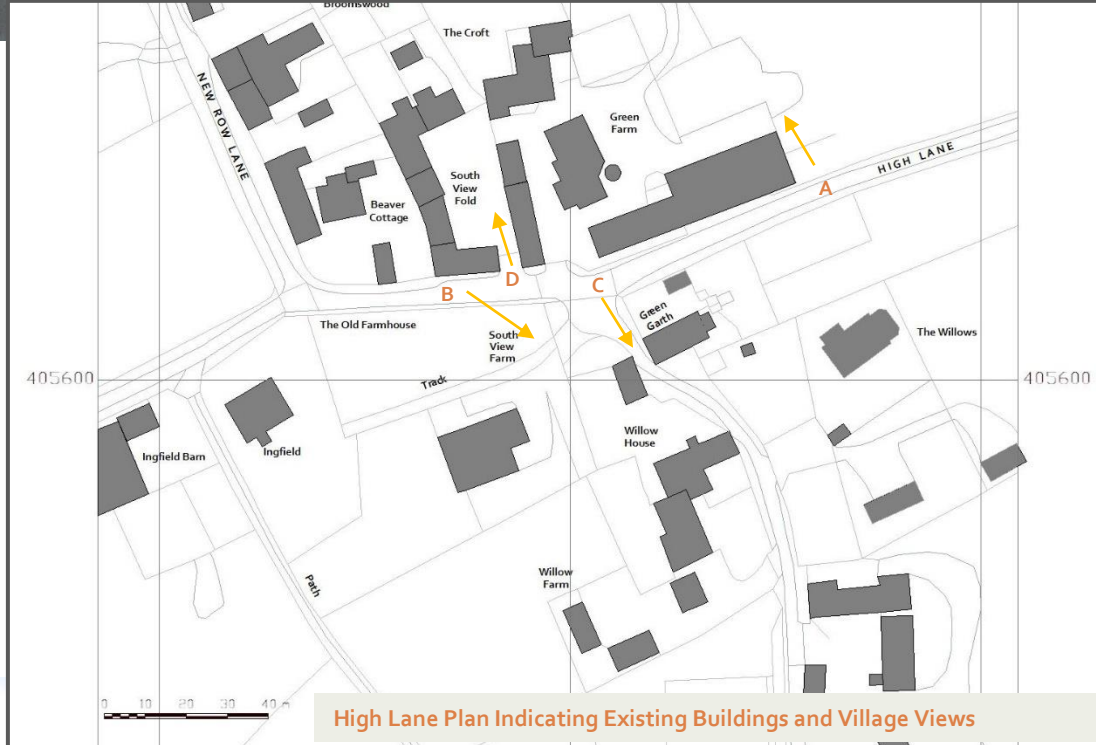 Broomswood
The Croft
NEW ROW LANE
Green
Farm
HIGH LANE
A
South
View
Fold
Beaver
Cottage
D
B
C
Green
Garth
The Old Farmhouse
South
View
Farm
The Willows
405600
405600
Track
Willow
House
Ingfield Barn
Ingfield
Path
Willow
Farm
0 10 20 30 40 m
High Lane Plan Indicating Existing Buildings and Village Views